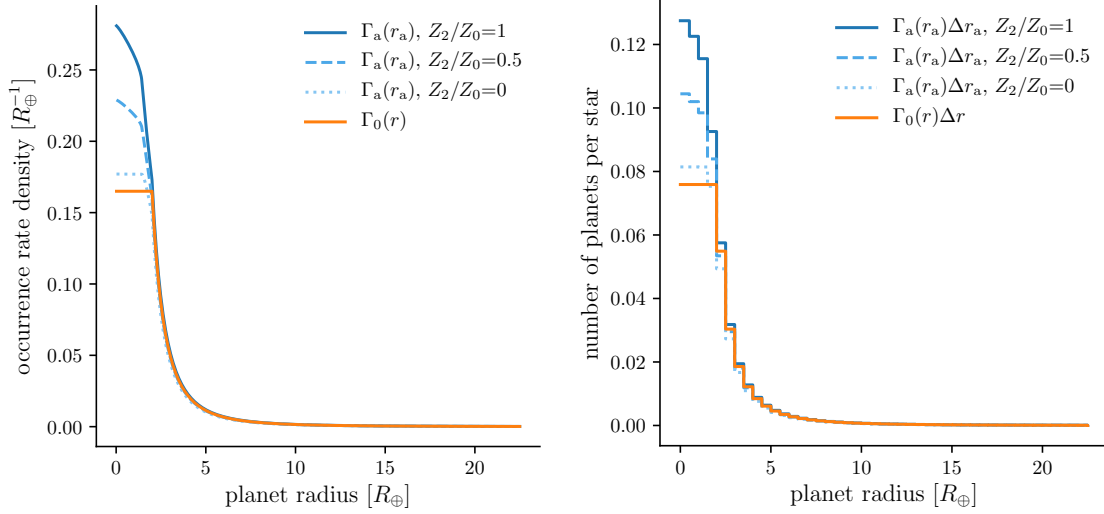 Γₐ(rₐ), Z₂/Z₀=1
Γₐ(rₐ), Z₂/Z₀=0.5
Γₐ(rₐ), Z₂/Z₀=0
Γ₀(r)
occurrence rate density [R⊕⁻¹]
0.25
0.20
0.15
0.10
0.05
0.00
0 5 10 15 20
planet radius [R⊕]
Γₐ(rₐ)Δrₐ, Z₂/Z₀=1
Γₐ(rₐ)Δrₐ, Z₂/Z₀=0.5
Γₐ(rₐ)Δrₐ, Z₂/Z₀=0
Γ₀(r)Δr
number of planets per star
0.12
0.10
0.08
0.06
0.04
0.02
0.00
0 5 10 15 20
planet radius [R⊕]